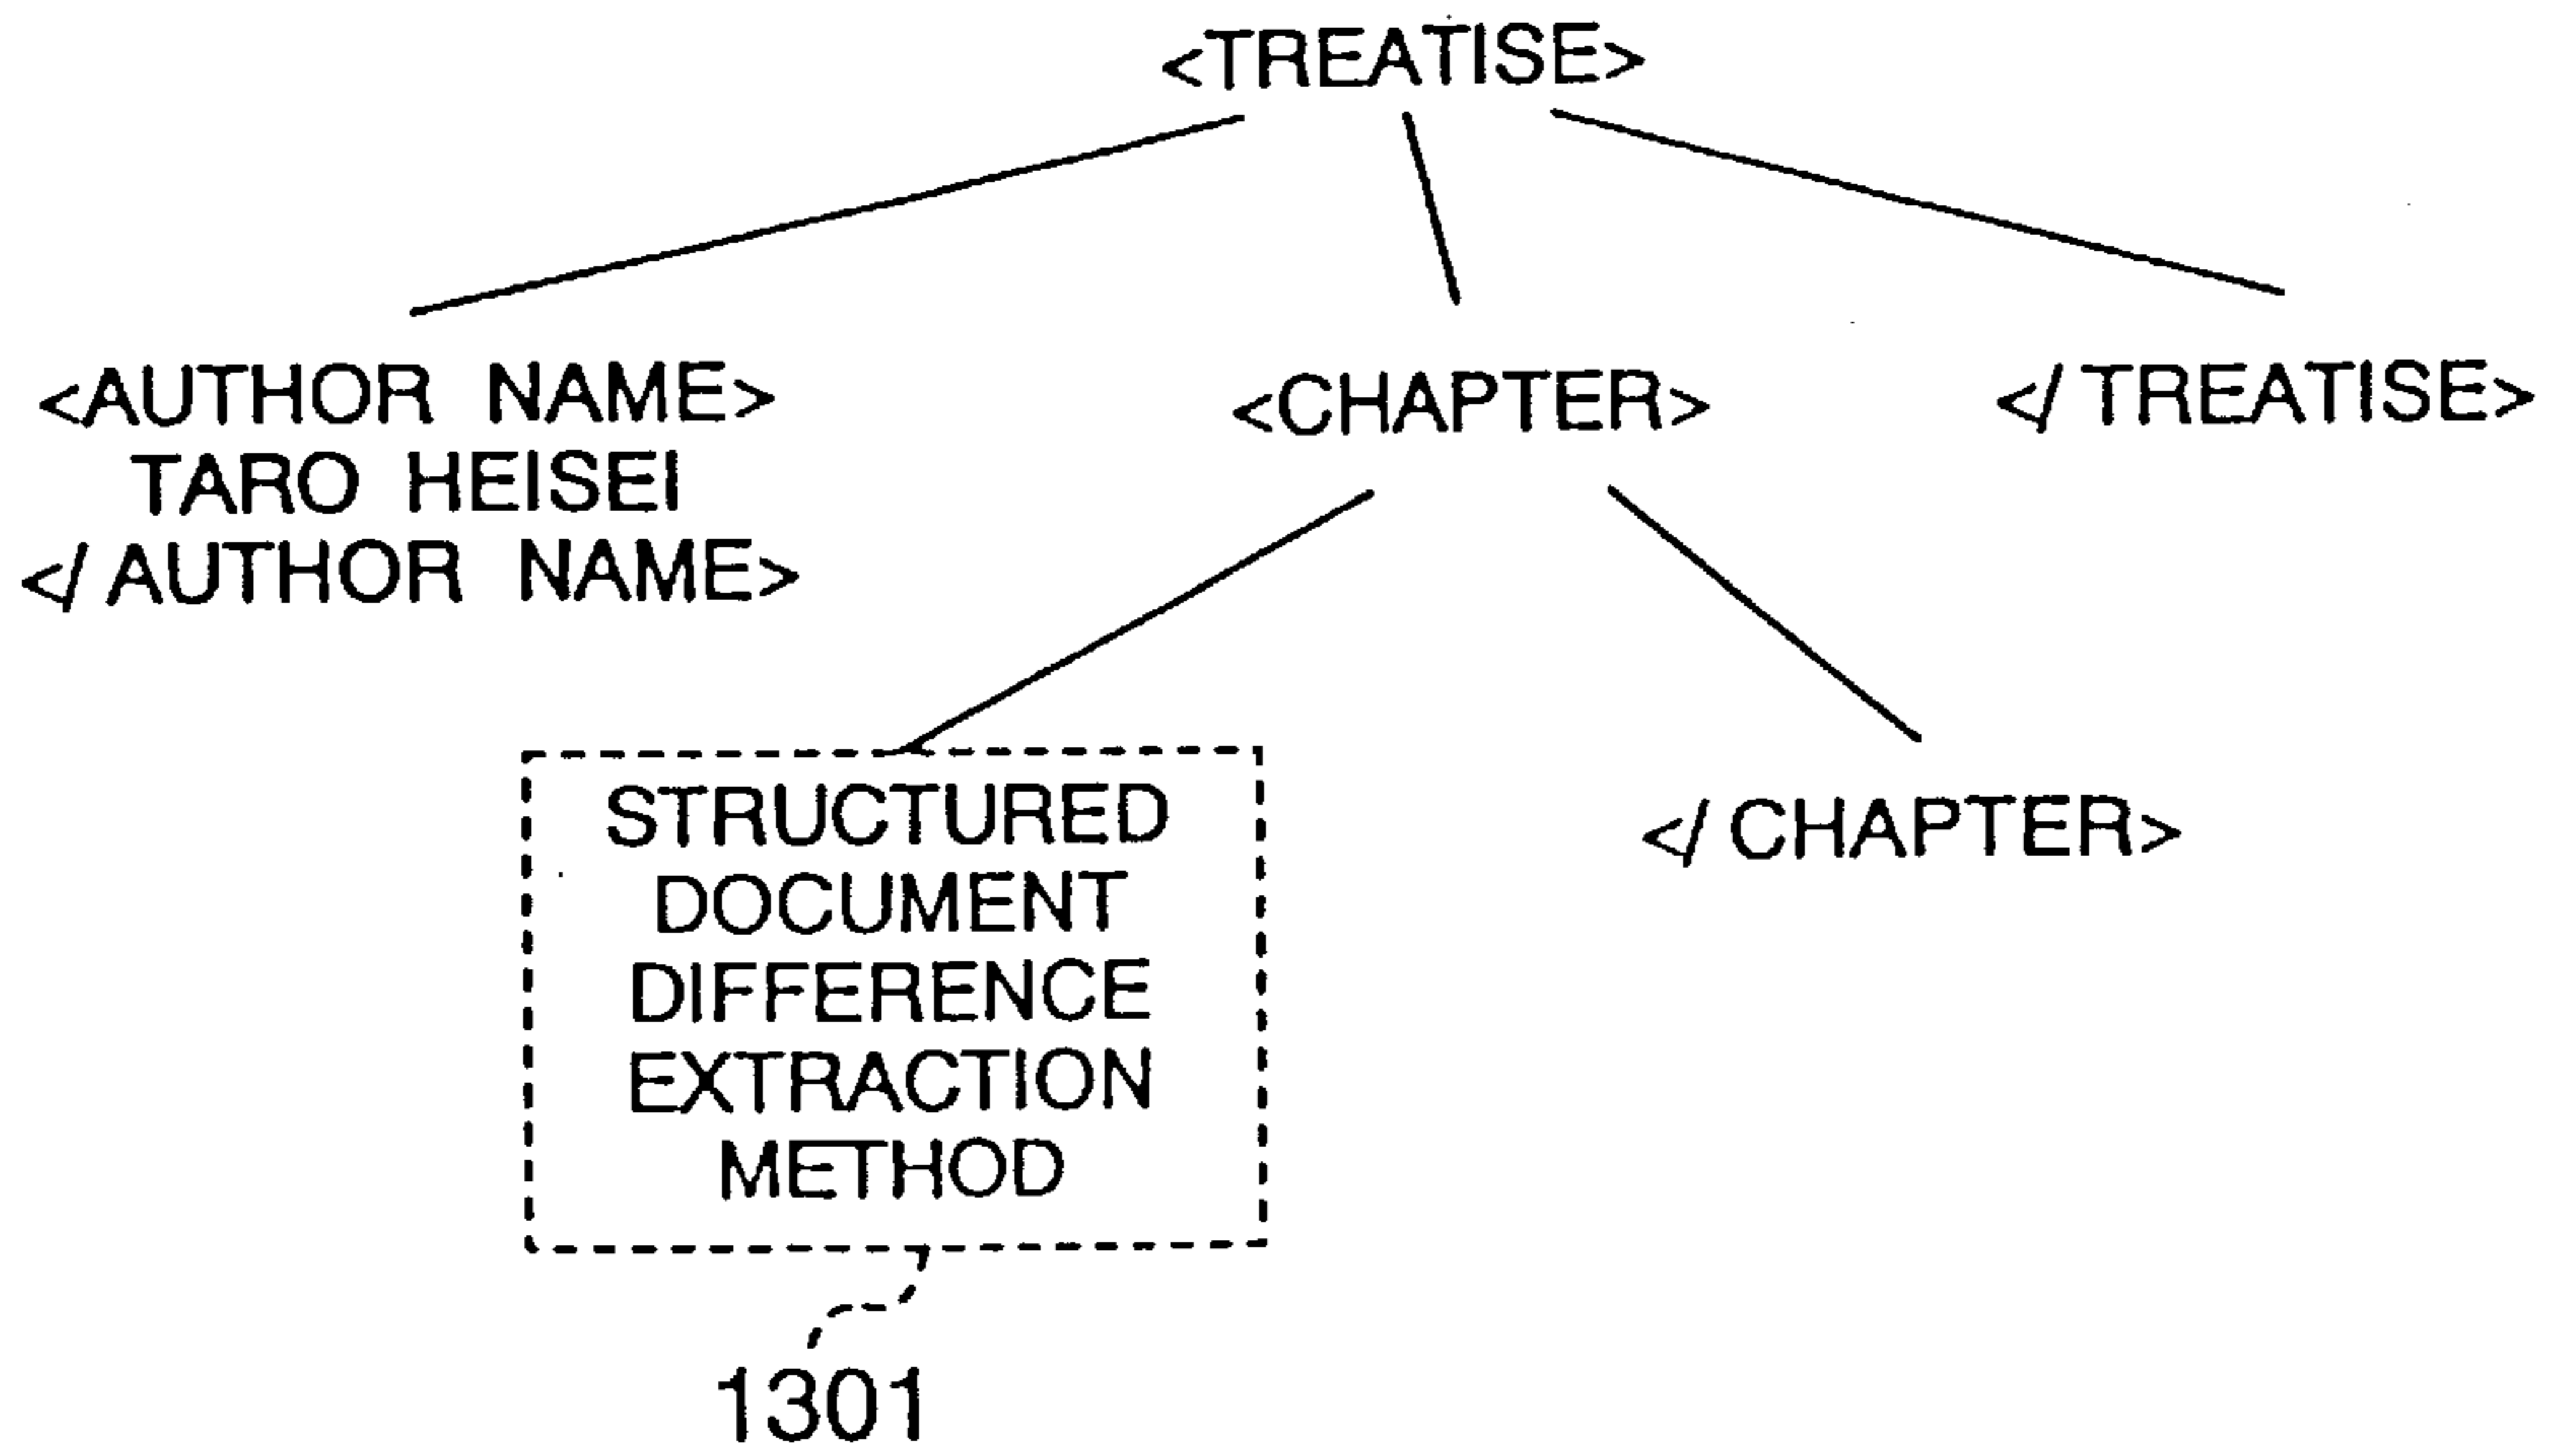 <TREATISE>
<AUTHOR NAME>
TARO HEISEI
</AUTHOR NAME>
<CHAPTER>
</TREATISE>
STRUCTURED
DOCUMENT
DIFFERENCE
EXTRACTION
METHOD
</CHAPTER>
1301